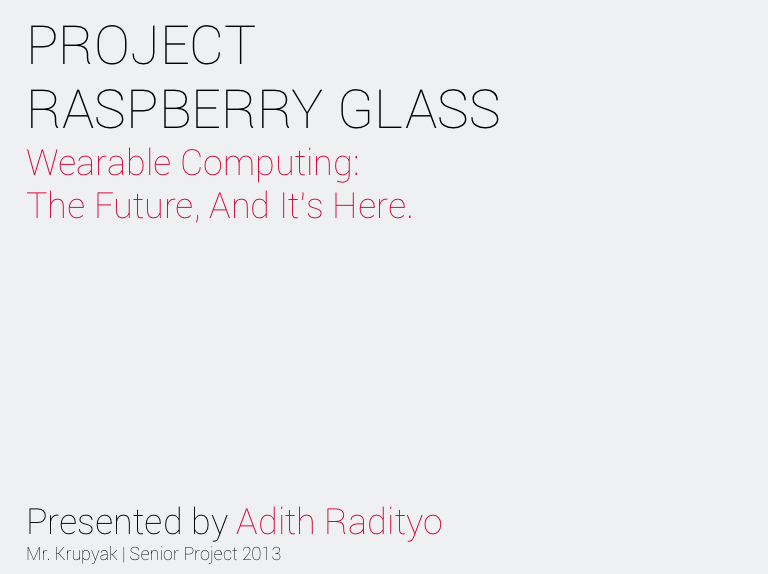 PROJECT
RASPBERRY GLASS
Wearable Computing:
The Future, And It's Here.
Presented by Adith Radityo
Mr. Krupyak | Senior Project 2013